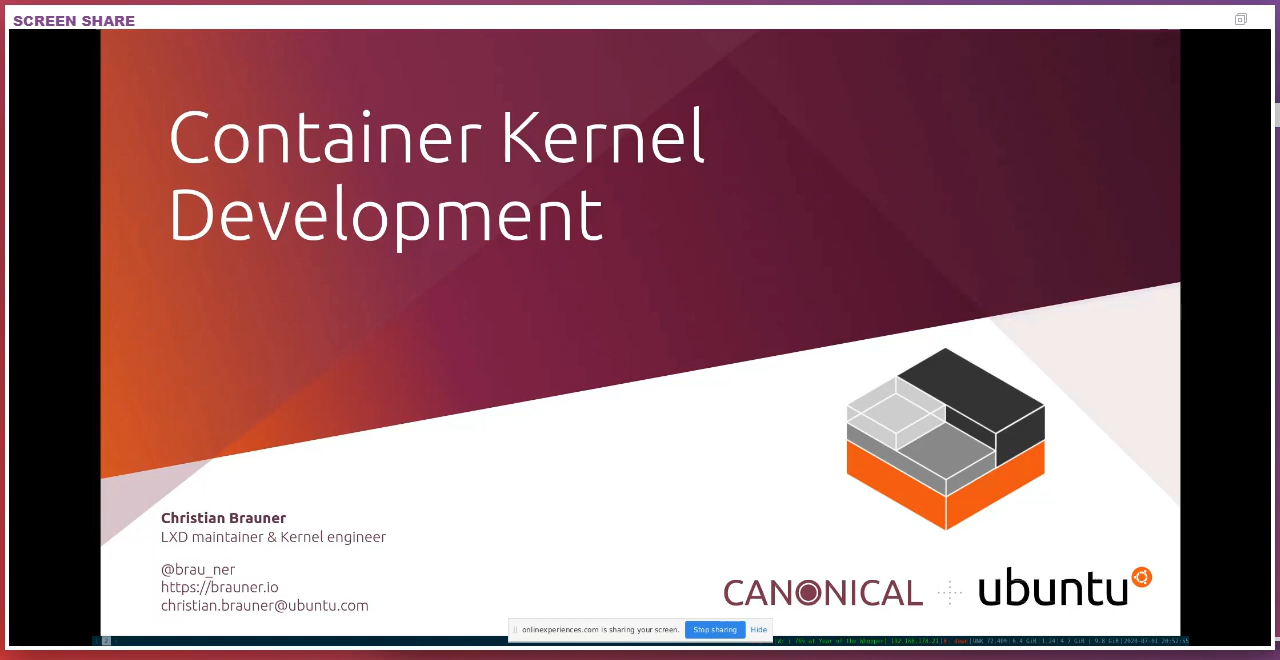 SCREEN SHARE
Container Kernel
Development
Christian Brauner
LXD maintainer & Kernel engineer
@brau_ner
https://brauner.io
christian.brauner@ubuntu.com
CANONICAL
ubuntu
onlinexperiences.com is sharing your screen. Stop sharing Hide